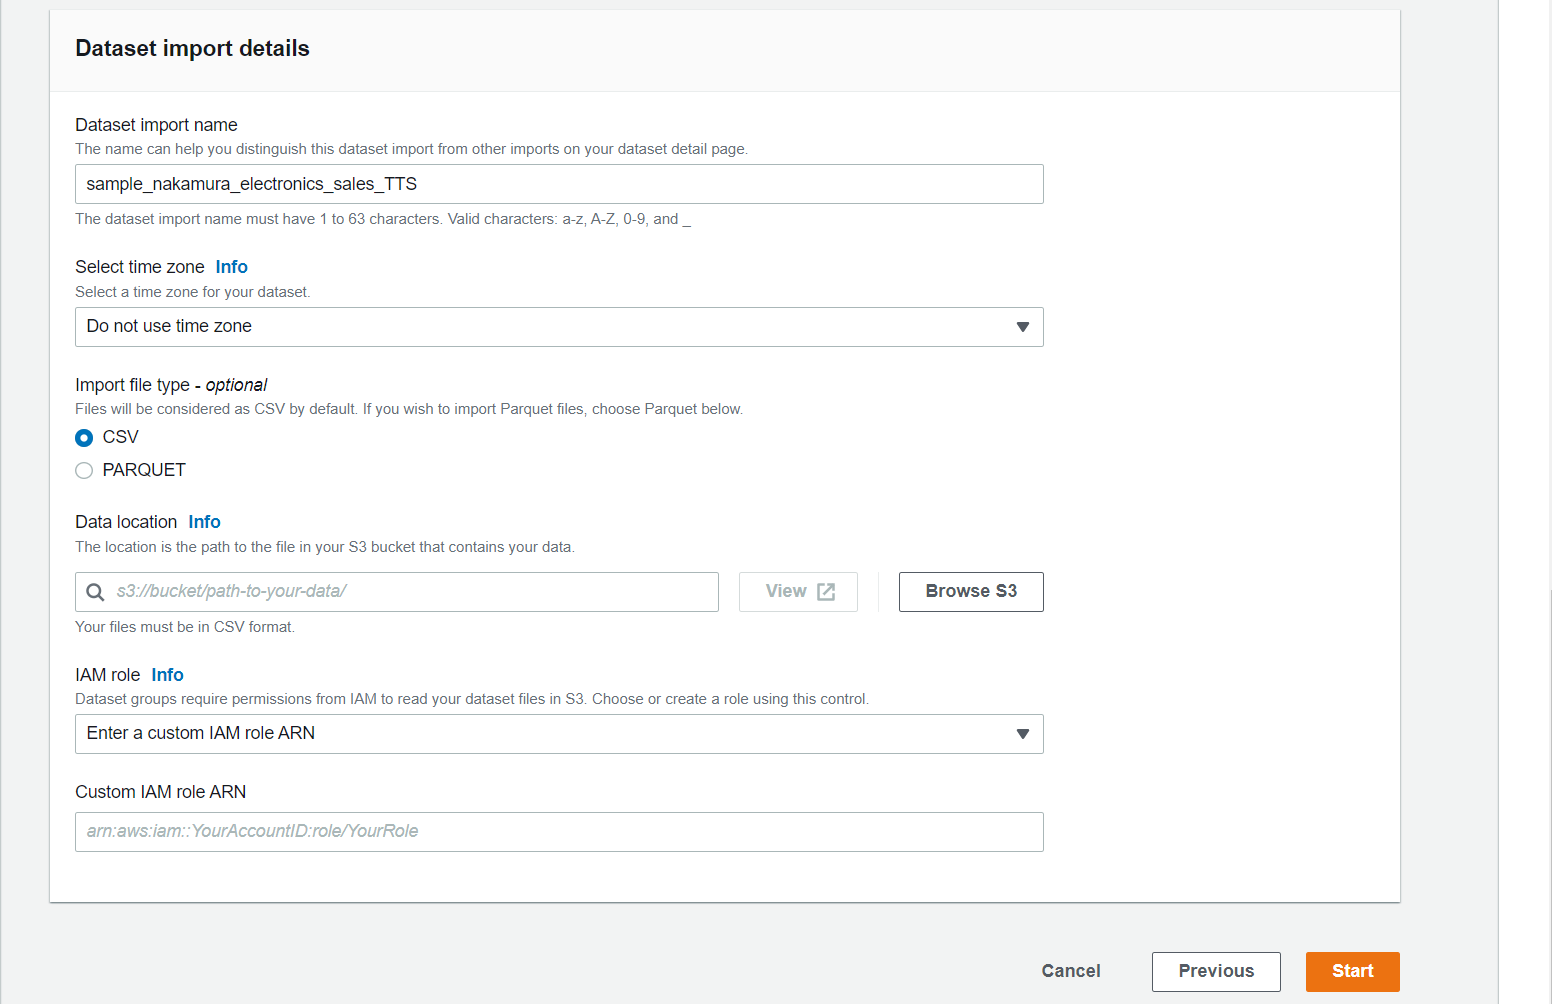 Dataset import details
Dataset import name
The name can help you distinguish this dataset import from other imports on your dataset detail page.
sample_nakamura_electronics_sales_TTS
The dataset import name must have 1 to 63 characters. Valid characters: a-z, A-Z, 0-9, and _
Select time zone Info
Select a time zone for your dataset.
Do not use time zone
Import file type - optional
Files will be considered as CSV by default. If you wish to import Parquet files, choose Parquet below.
CSV
PARQUET
Data location Info
The location is the path to the file in your S3 bucket that contains your data.
s3://bucket/path-to-your-data/ View Browse S3
Your files must be in CSV format.
IAM role Info
Dataset groups require permissions from IAM to read your dataset files in S3. Choose or create a role using this control.
Enter a custom IAM role ARN
Custom IAM role ARN
arn:aws:iam::YourAccountID:role/YourRole
Cancel Previous Start